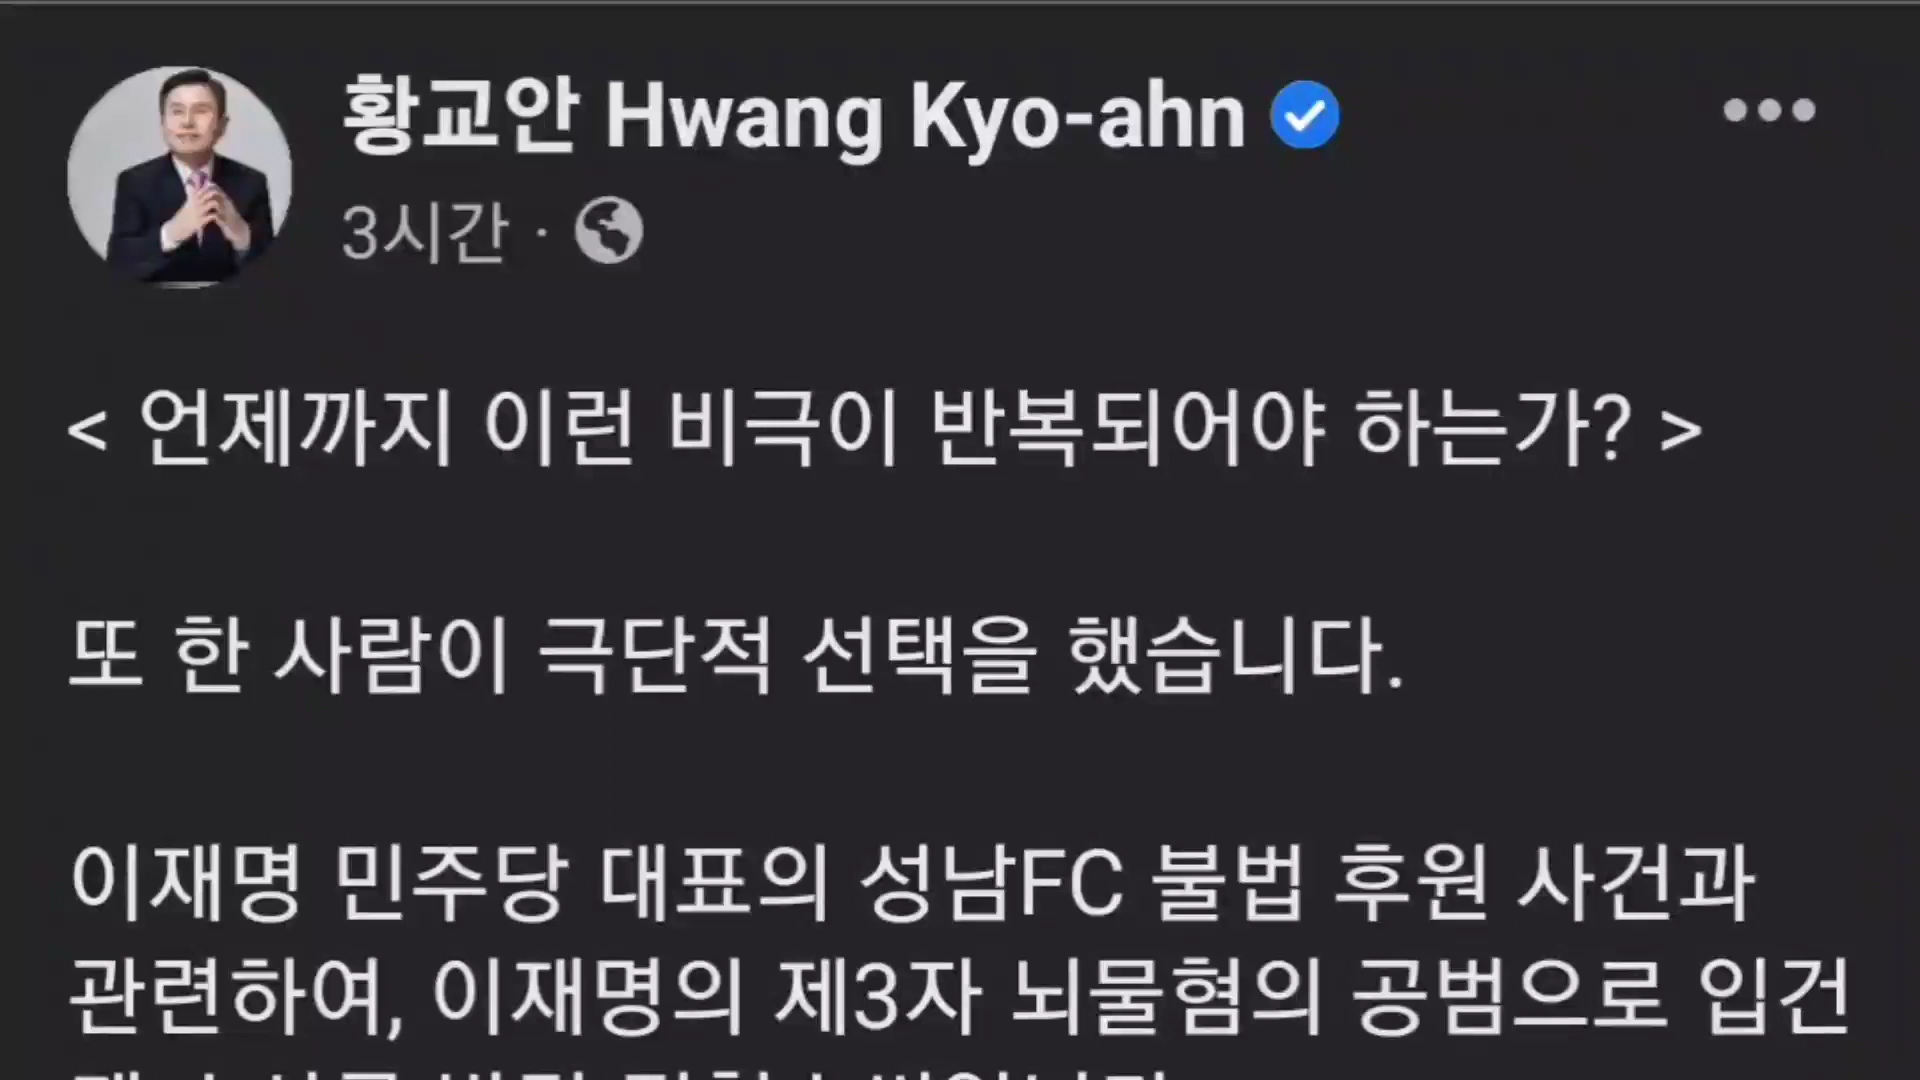 황교안 Hwang Kyo-ahn
3시간 ·
< 언제까지 이런 비극이 반복되어야 하는가? >
또 한 사람이 극단적 선택을 했습니다.
이재명 민주당 대표의 성남FC 불법 후원 사건과
관련하여, 이재명의 제3자 뇌물혐의 공범으로 입건